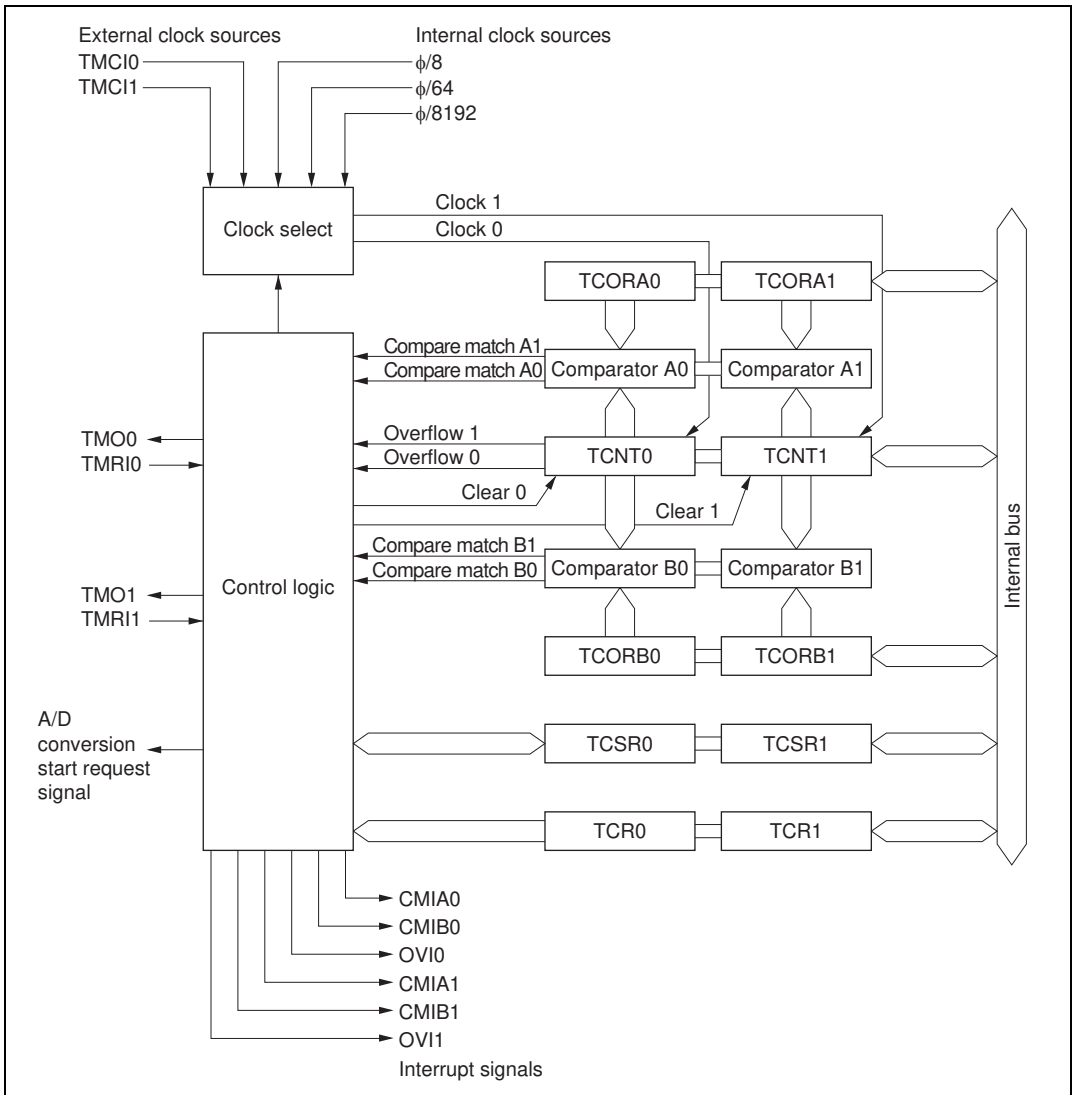 External clock sources
Internal clock sources
TMCI0
TMCI1
ϕ/8
ϕ/64
ϕ/8192
Clock select
Clock 1
Clock 0
TCORA0
TCORA1
Compare match A1
Compare match A0
Comparator A0
Comparator A1
TMO0
TMRI0
Overflow 1
Overflow 0
TCNT0
TCNT1
Clear 0
Clear 1
Internal bus
Compare match B1
Compare match B0
Comparator B0
Comparator B1
Control logic
TMO1
TMRI1
TCORB0
TCORB1
A/D
conversion
start request
signal
TCSR0
TCSR1
TCR0
TCR1
CMIA0
CMIB0
OVI0
CMIA1
CMIB1
OVI1
Interrupt signals